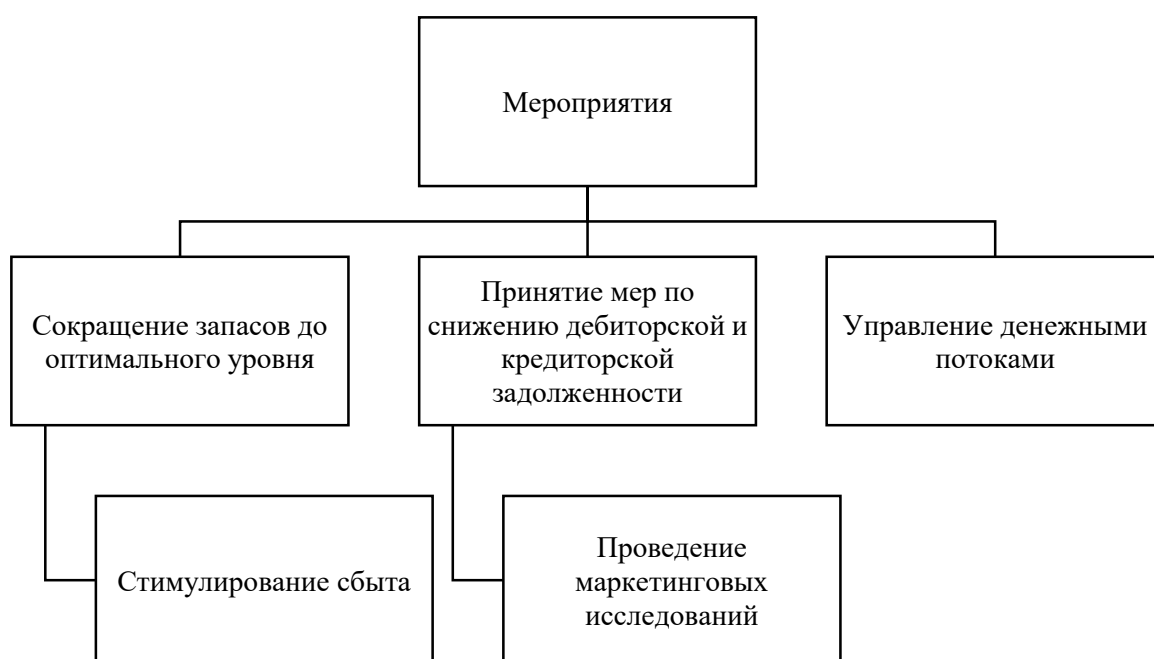 Мероприятия
Сокращение запасов до
оптимального уровня
Принятие мер по
снижению дебиторской и
кредиторской
задолженности
Управление денежными
потоками
Стимулирование сбыта
Проведение
маркетинговых
исследований